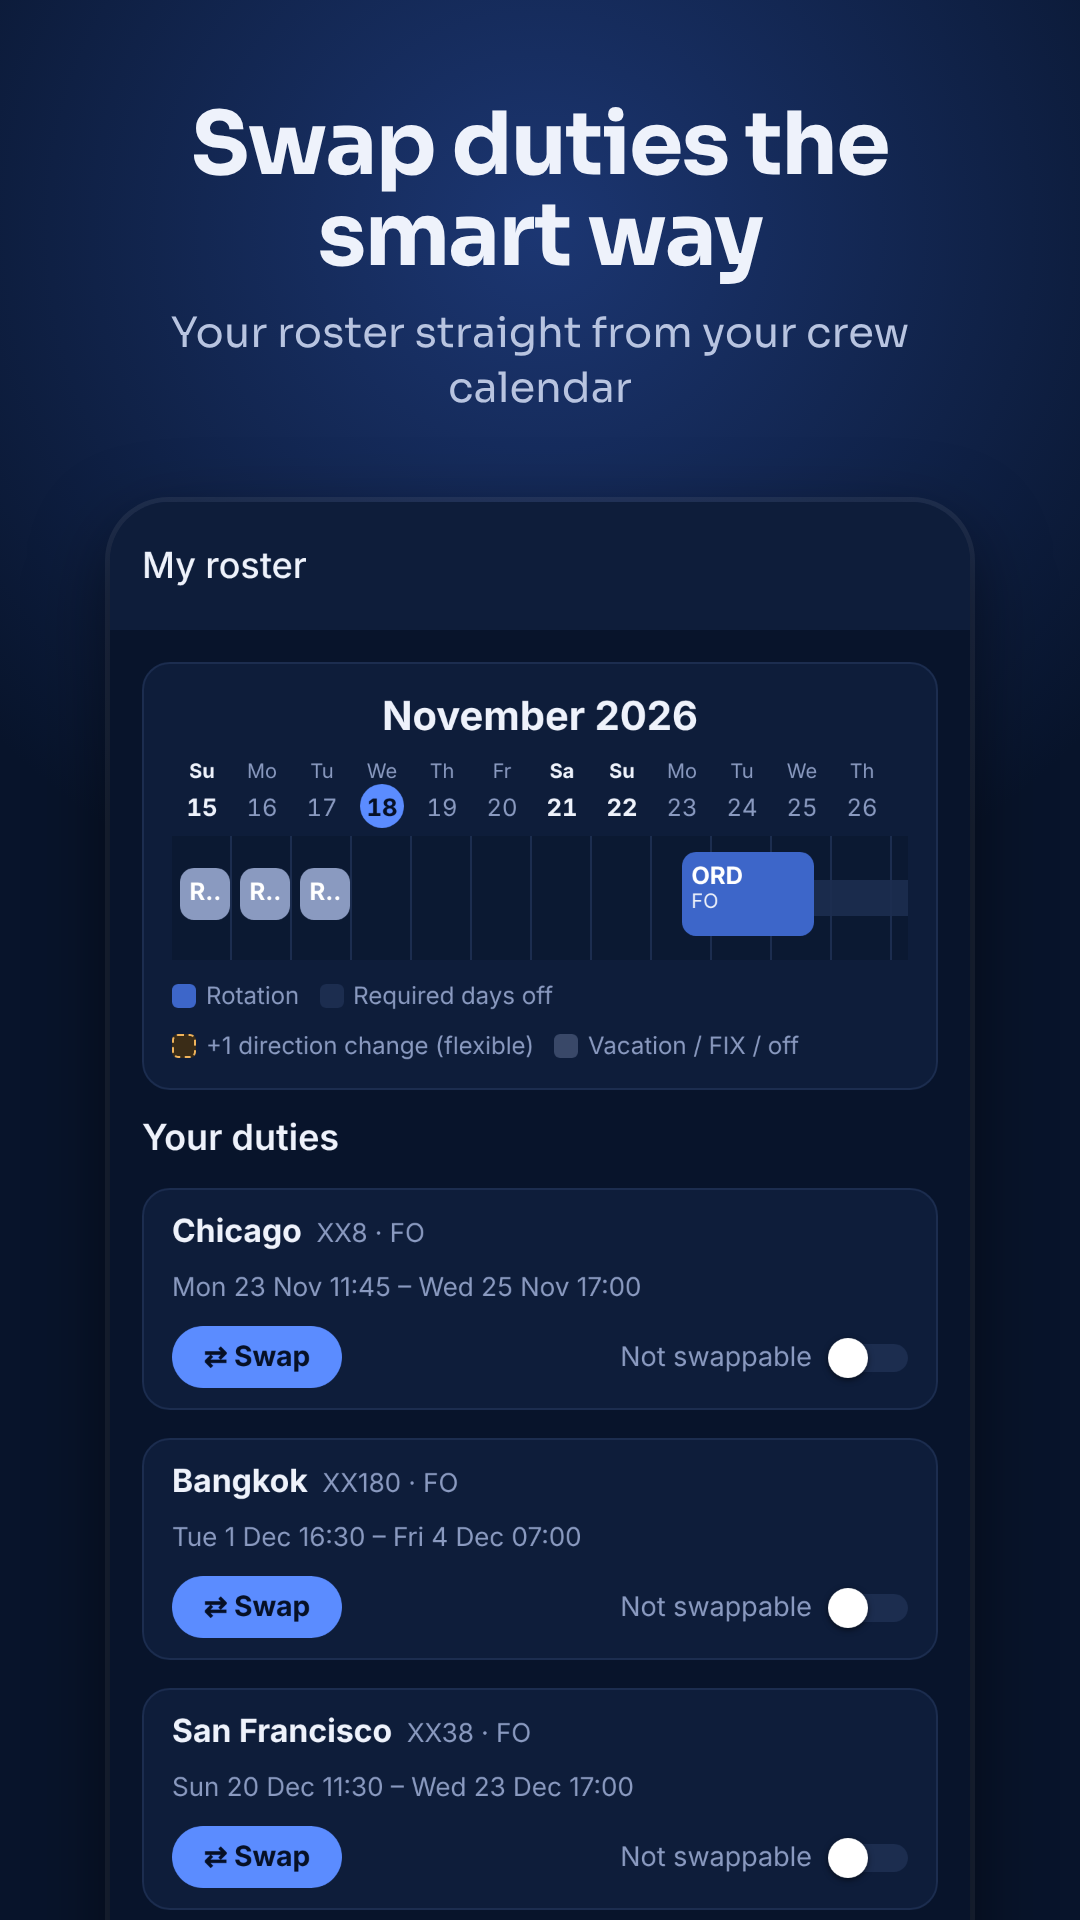 Swap duties the
smart way
Your roster straight from your crew
calendar
My roster
November 2026
Su Mo Tu We Th Fr Sa Su Mo Tu We Th
15 16 17 18 19 20 21 22 23 24 25 26
R.. R.. R.. ORD
FO
Rotation Required days off
+1 direction change (flexible) Vacation / FIX / off
Your duties
Chicago XX8 · FO
Mon 23 Nov 11:45 – Wed 25 Nov 17:00
⇄ Swap Not swappable
Bangkok XX180 · FO
Tue 1 Dec 16:30 – Fri 4 Dec 07:00
⇄ Swap Not swappable
San Francisco XX38 · FO
Sun 20 Dec 11:30 – Wed 23 Dec 17:00
⇄ Swap Not swappable